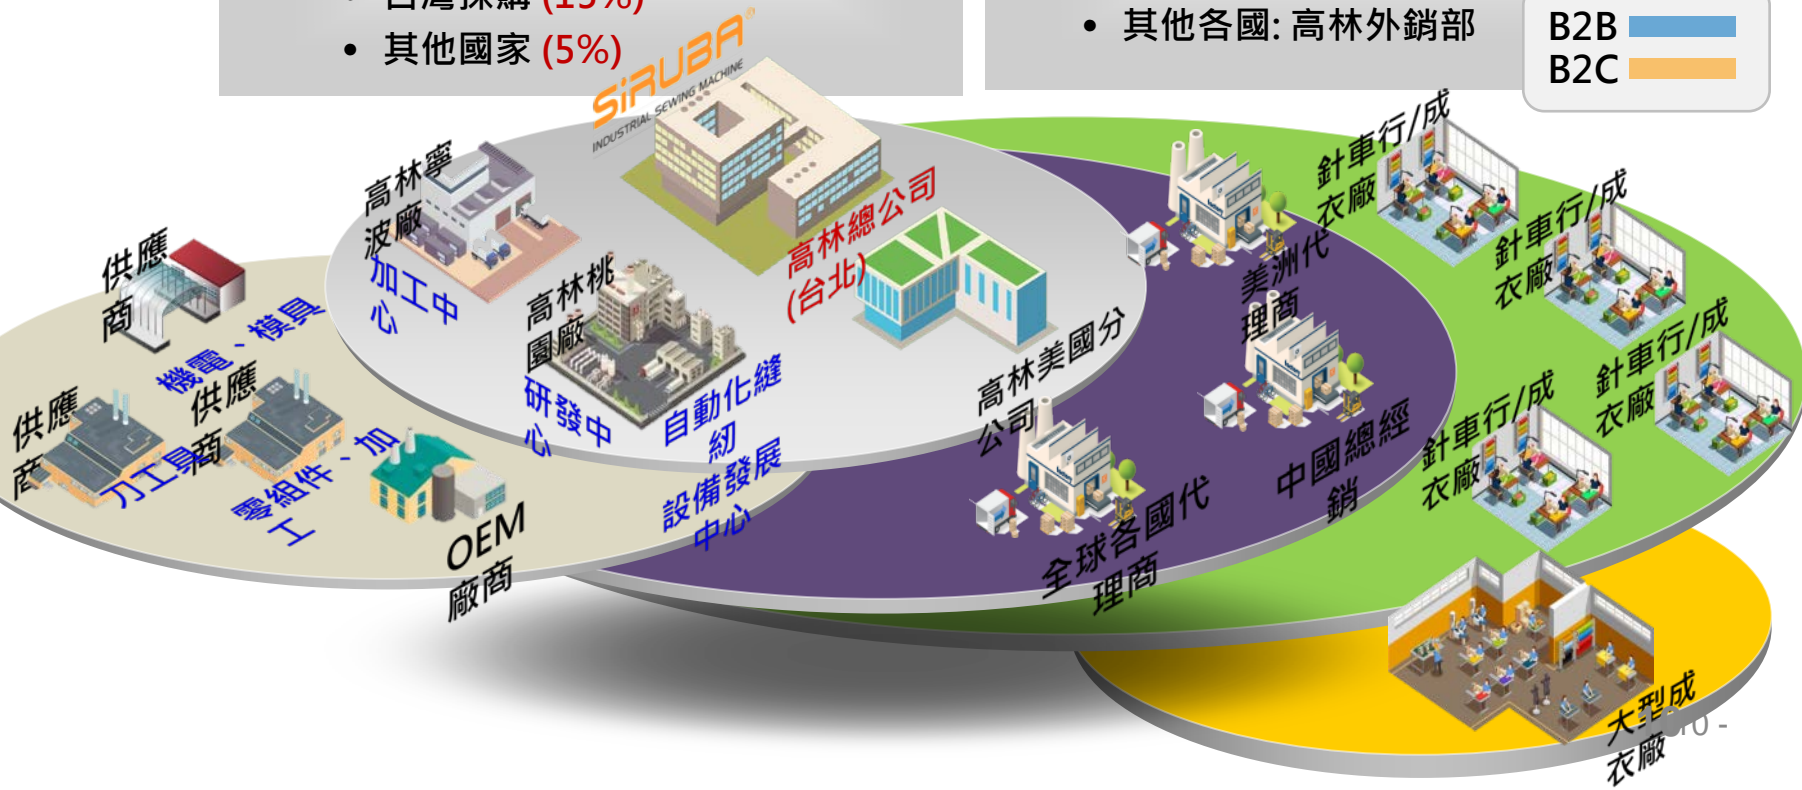 • 台灣採購 (15%)
• 其他國家 (5%)
• 其他各國: 高林外銷部
B2B
B2C
SiRUBA®
INDUSTRIAL SEWING MACHINE
高林寧
波廠
加工中
心
高林總公司
(台北)
高林桃
園廠
研發中
心
自動化縫
紉
設備發展
中心
高林美國分
公司
供應
商
機電、模具
供應
商
刀工具
供應
商
零組件、加
工
OEM
廠商
美洲代
理商
中國總經
銷
全球各國代
理商
針車行/成
衣廠
針車行/成
衣廠
針車行/成
衣廠
針車行/成
衣廠
大型成
衣廠